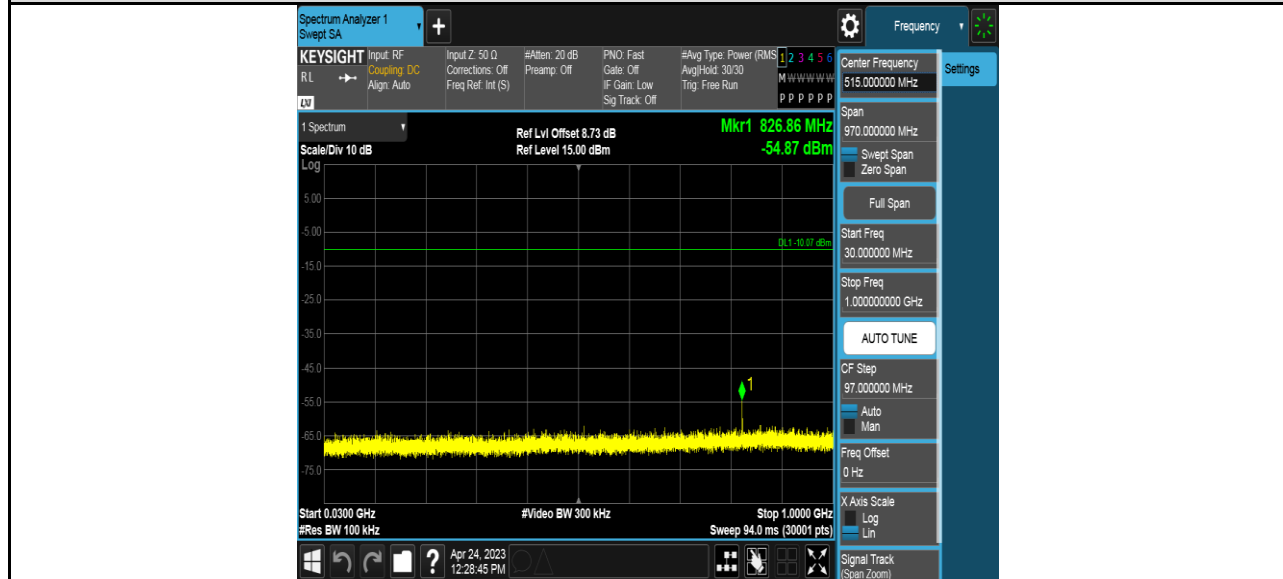 Spectrum Analyzer 1
Swept SA
+
Frequency
KEYSIGHT
RL
LXI
Input: RF
Coupling: DC
Align: Auto
Input Z: 50 Ω
Corrections: Off
Freq Ref: Int (S)
#Atten: 20 dB
Preamp: Off
PNO: Fast
Gate: Off
IF Gain: Low
Sig Track: Off
#Avg Type: Power (RMS
Avg|Hold: 30/30
Trig: Free Run
1 2 3 4 5 6
M W W W W W
P P P P P P
1 Spectrum
Scale/Div 10 dB
Ref Lvl Offset 8.73 dB
Ref Level 15.00 dBm
Mkr1 826.86 MHz
-54.87 dBm
Log
5.00
-5.00
DL1 -10.07 dBm
-15.0
-25.0
-35.0
-45.0
1
-55.0
-65.0
-75.0
Start 0.0300 GHz
#Res BW 100 kHz
#Video BW 300 kHz
Stop 1.0000 GHz
Sweep 94.0 ms (30001 pts)
?
Apr 24, 2023
12:28:45 PM
Center Frequency
515.000000 MHz
Settings
Span
970.000000 MHz
Swept Span
Zero Span
Full Span
Start Freq
30.000000 MHz
Stop Freq
1.000000000 GHz
AUTO TUNE
CF Step
97.000000 MHz
Auto
Man
Freq Offset
0 Hz
X Axis Scale
Log
Lin
Signal Track
(Span Zoom)